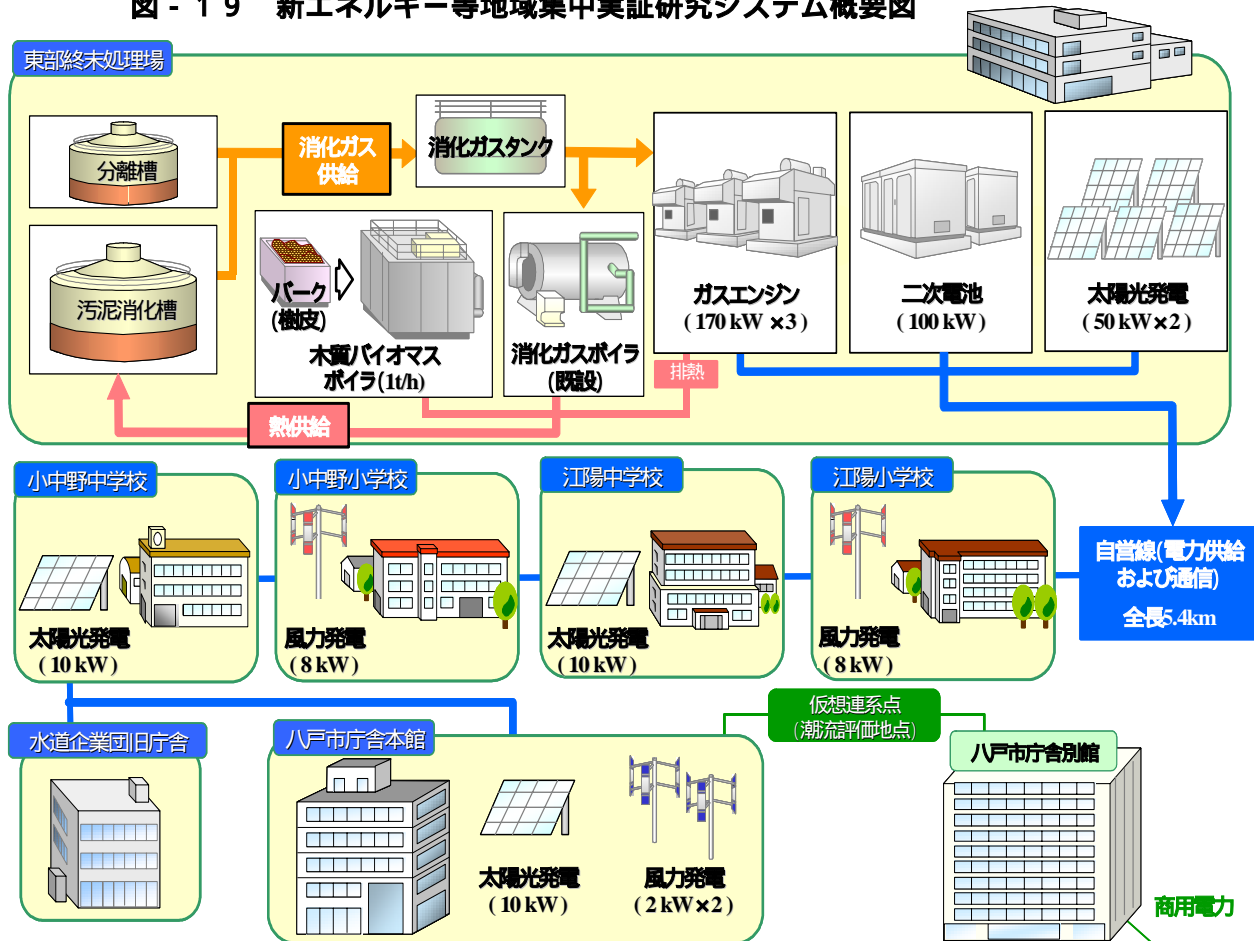 図-19 新エネルギー等地域集中実証研究システム概要図
東部終末処理場
分離槽
汚泥消化槽
消化ガス
供給
消化ガスタンク
バーク
(樹皮)
木質バイオマス
ボイラ(1t/h)
消化ガスボイラ
(既設)
ガスエンジン
(170 kW ×3)
二次電池
(100 kW)
太陽光発電
(50 kW×2)
排熱
熱供給
小中野中学校
太陽光発電
(10 kW)
小中野小学校
風力発電
(8 kW)
江陽中学校
太陽光発電
(10 kW)
江陽小学校
風力発電
(8 kW)
自営線(電力供給
および通信)
全長5.4km
水道企業団旧庁舎
八戸市庁舎本館
太陽光発電
(10 kW)
風力発電
(2 kW×2)
仮想連系点
(潮流評価地点)
八戸市庁舎別館
商用電力